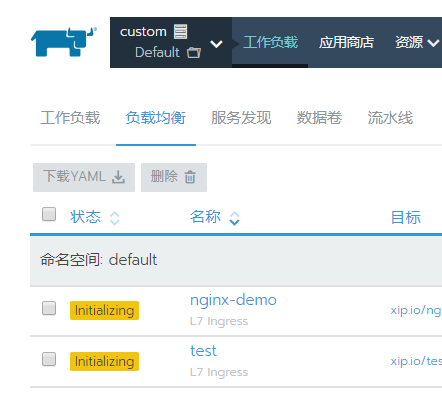 custom
Default
工作负载 应用商店 资源
工作负载 负载均衡 服务发现 数据卷 流水线
下载YAML 删除
状态 名称 目标
命名空间: default
Initializing nginx-demo xip.io/ng
L7 Ingress
Initializing test xip.io/tes
L7 Ingress